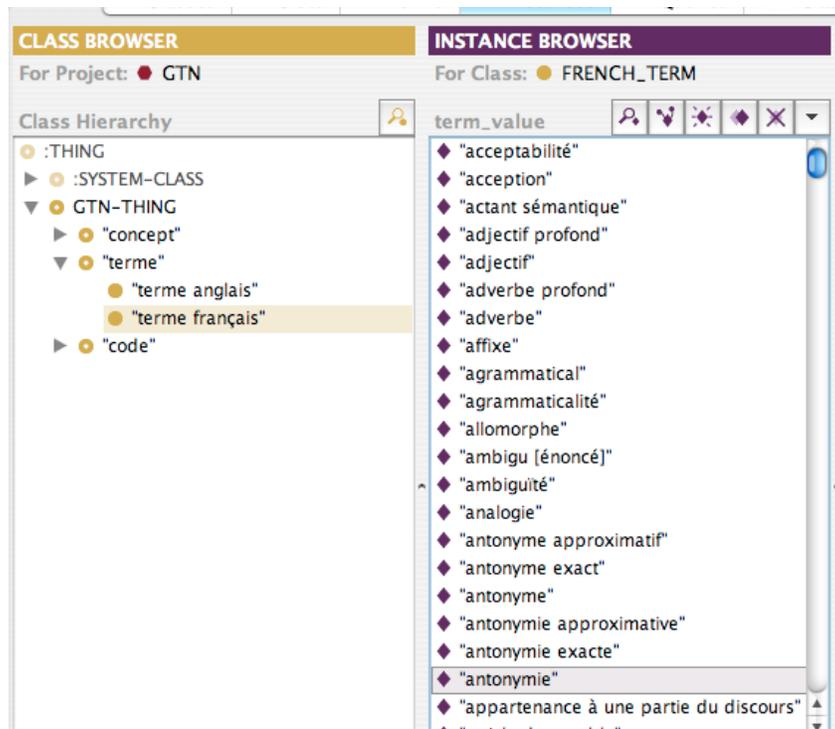 CLASS BROWSER
For Project: GTN
Class Hierarchy
:THING
:SYSTEM-CLASS
GTN-THING
"concept"
"terme"
"terme anglais"
"terme français"
"code"
INSTANCE BROWSER
For Class: FRENCH_TERM
term_value
"acceptabilité"
"acception"
"actant sémantique"
"adjectif profond"
"adjectif"
"adverbe profond"
"adverbe"
"affixe"
"agrammatical"
"agrammaticalité"
"allomorphe"
"ambigu [énoncé]"
"ambiguïté"
"analogie"
"antonyme approximatif"
"antonyme exact"
"antonyme"
"antonymie approximative"
"antonymie exacte"
"antonymie"
"appartenance à une partie du discours"